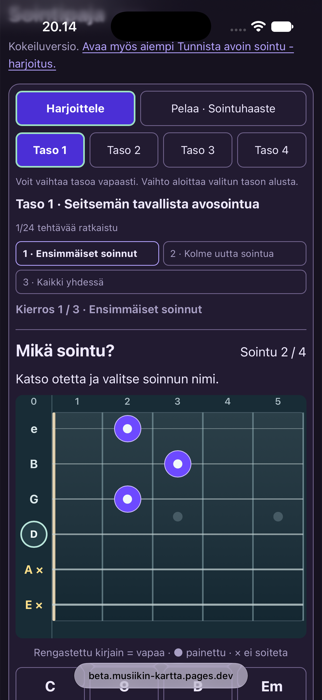 20.14
Kokeiluversio. Avaa myös aiempi Tunnista avoin sointu -
harjoitus.
Harjoittele
Pelaa · Sointuhaaste
Taso 1
Taso 2
Taso 3
Taso 4
Voit vaihtaa tasoa vapaasti. Vaihto aloittaa valitun tason alusta.
Taso 1 · Seitsemän tavallista avosointua
1/24 tehtävää ratkaistu
1 · Ensimmäiset soinnut
2 · Kolme uutta sointua
3 · Kaikki yhdessä
Kierros 1 / 3 · Ensimmäiset soinnut
Mikä sointu?
Sointu 2 / 4
Katso otetta ja valitse soinnun nimi.
0 1 2 3 4 5
e
B
G
D
A ×
E ×
Rengastettu kirjain = vapaa · ● painettu · × ei soiteta
C
Em
beta.musiikin-kartta.pages.dev